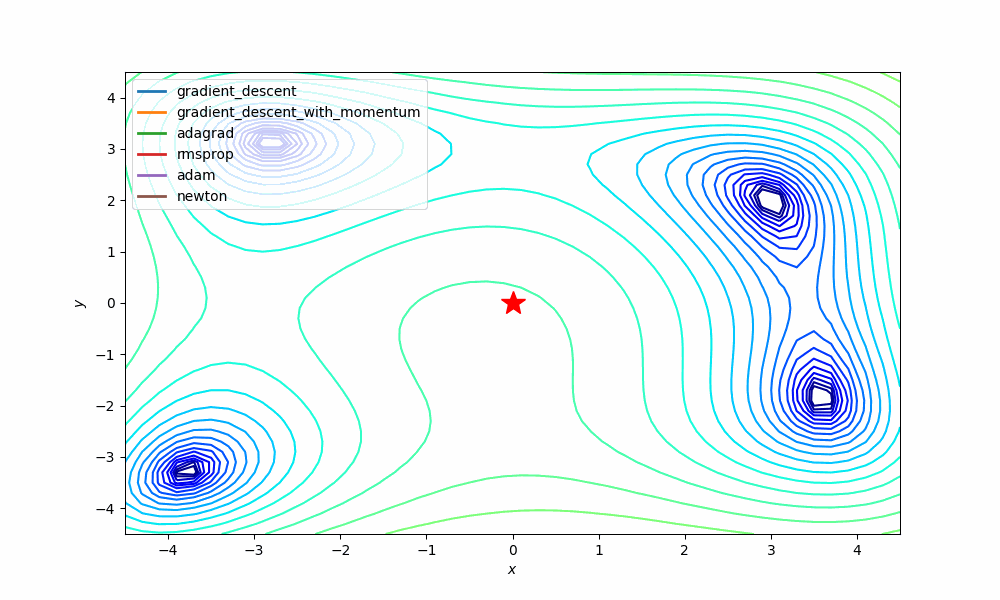 gradient_descent
gradient_descent_with_momentum
adagrad
rmsprop
adam
newton
4
3
2
1
0
−1
−2
−3
−4
y
−4
−3
−2
−1
0
1
2
3
4
x